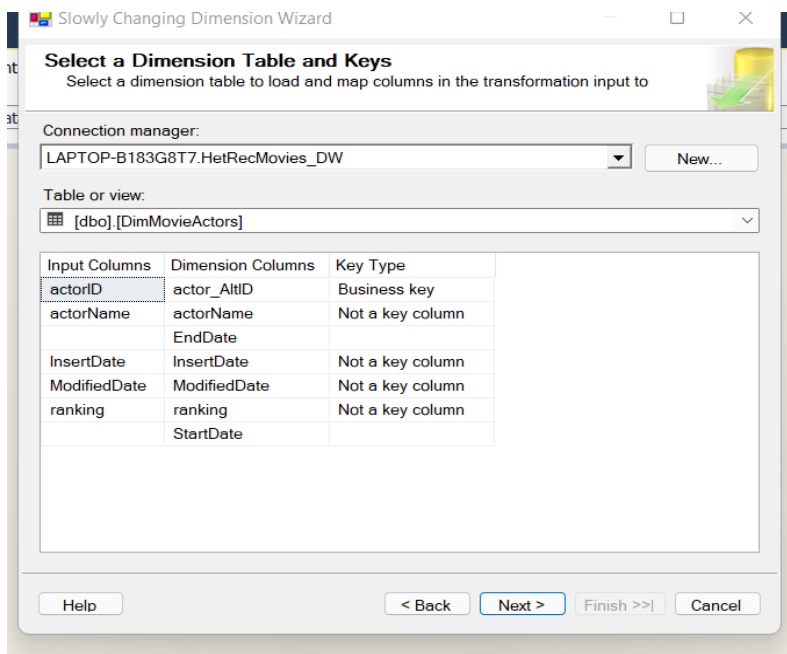 Slowly Changing Dimension Wizard
Select a Dimension Table and Keys
Select a dimension table to load and map columns in the transformation input to
Connection manager:
LAPTOP-B183G8T7.HetRecMovies_DW New...
Table or view:
[dbo].[DimMovieActors]
Input Columns Dimension Columns Key Type
actorID actor_AltID Business key
actorName actorName Not a key column
EndDate
InsertDate InsertDate Not a key column
ModifiedDate ModifiedDate Not a key column
ranking ranking Not a key column
StartDate
Help < Back Next > Finish >>| Cancel